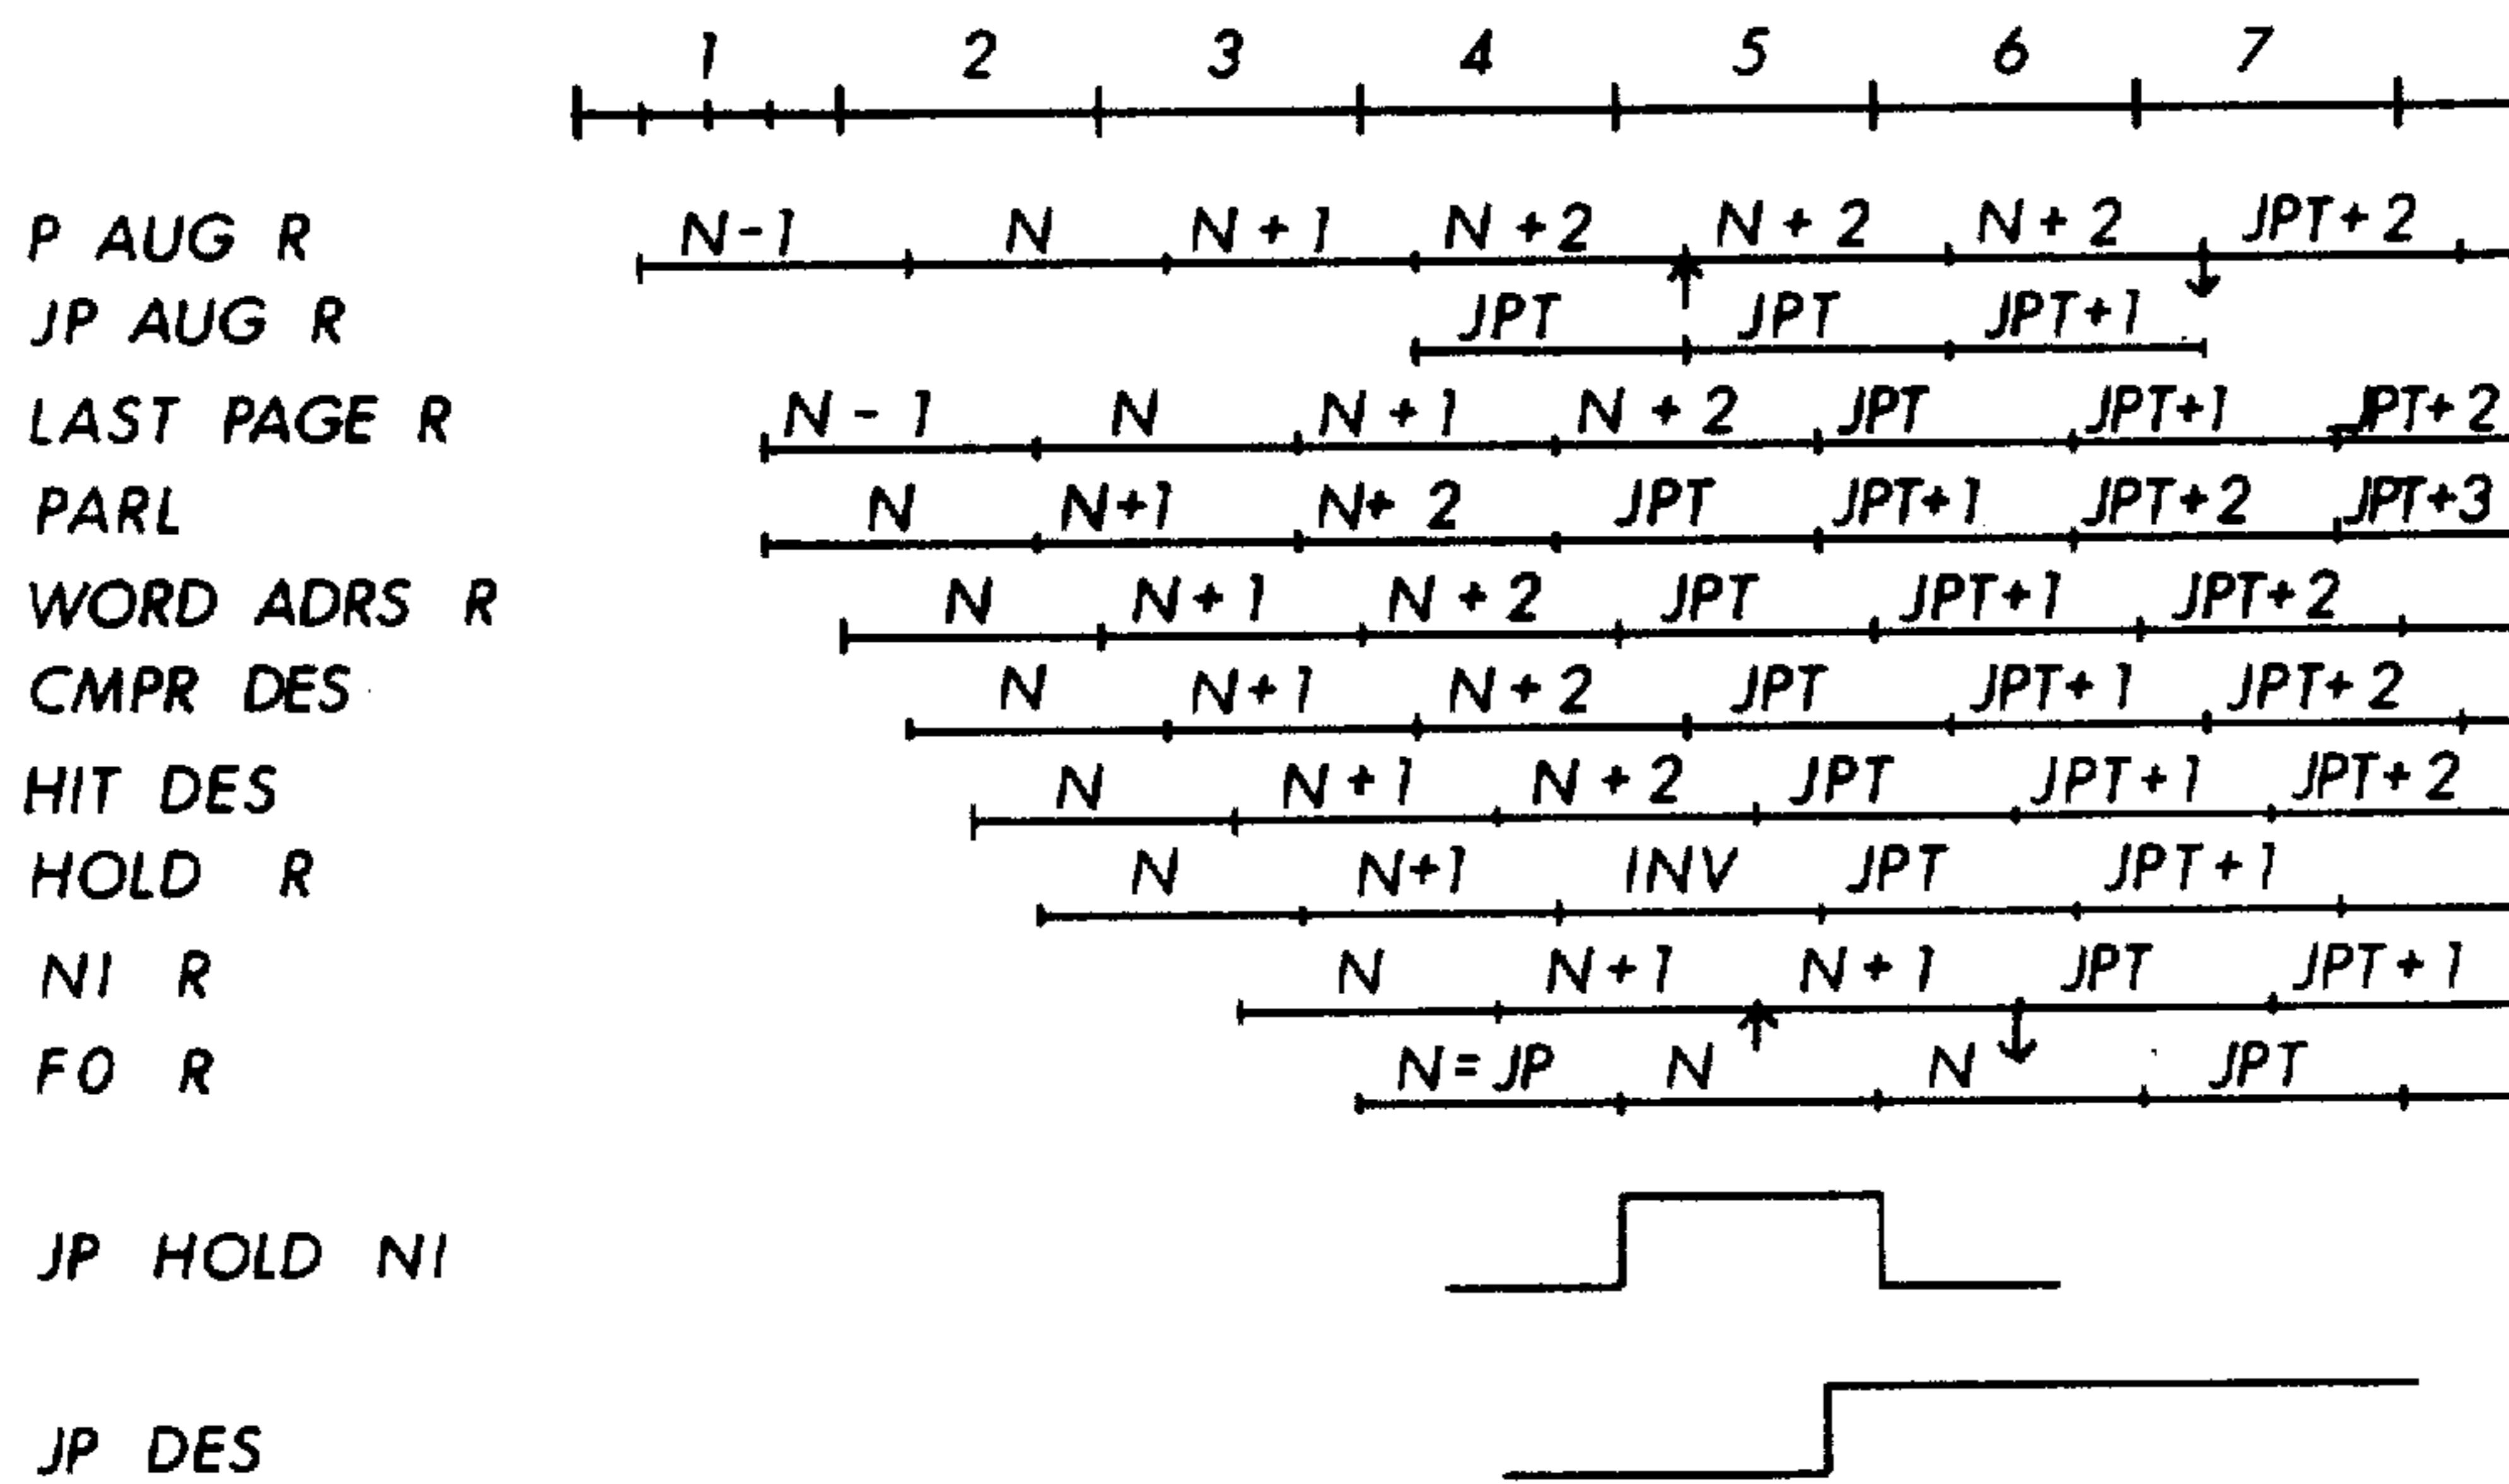 1 2 3 4 5 6 7
P AUG R N-1 N N+1 N+2 N+2 N+2 JPT+2
JP AUG R JPT JPT JPT+1
LAST PAGE R N-1 N N+1 N+2 JPT JPT+1 JPT+2
PARL N N+1 N+2 JPT JPT+1 JPT+2 JPT+3
WORD ADRS R N N+1 N+2 JPT JPT+1 JPT+2
CMPR DES N N+1 N+2 JPT JPT+1 JPT+2
HIT DES N N+1 N+2 JPT JPT+1 JPT+2
HOLD R N N+1 INV JPT JPT+1
NI R N N+1 N+1 JPT JPT+1
FO R N=JP N N JPT
JP HOLD NI
JP DES